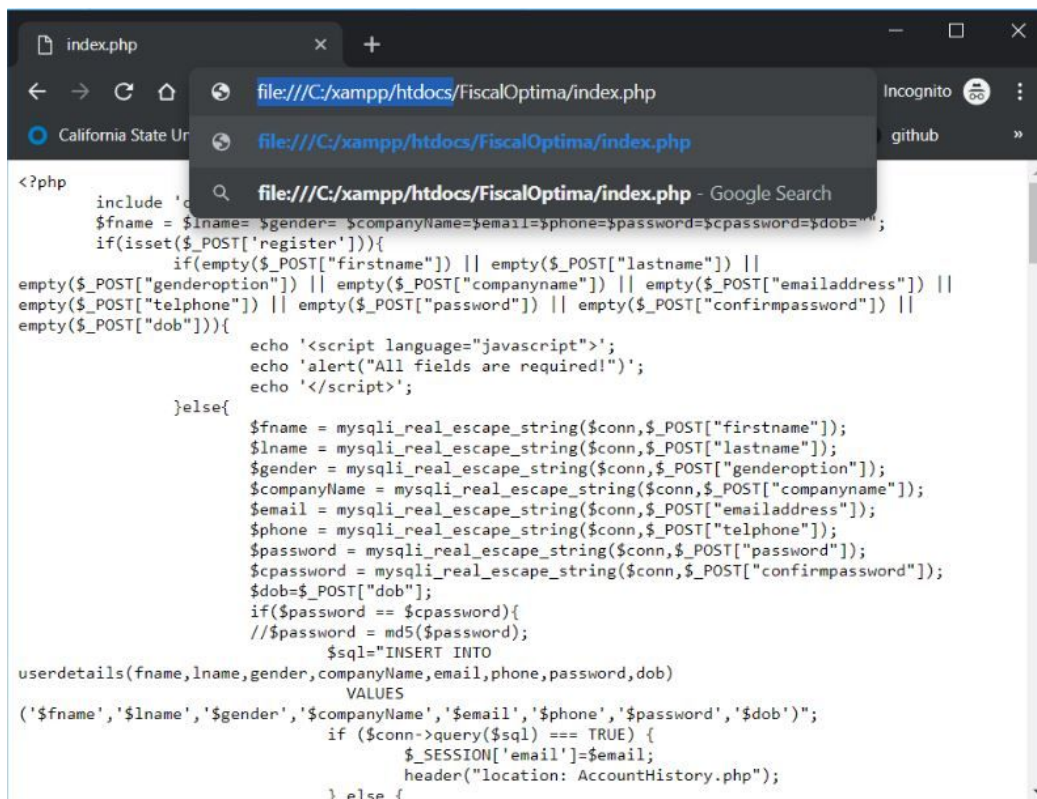 index.php
file:///C:/xampp/htdocs/FiscalOptima/index.php
Incognito
California State Un
file:///C:/xampp/htdocs/FiscalOptima/index.php
github
»
file:///C:/xampp/htdocs/FiscalOptima/index.php - Google Search
<?php
include 'c
$fname = $lname= $gender= $companyName=$email=$phone=$password=$cpassword=$dob="";
if(isset($_POST['register'])){
if(empty($_POST["firstname"]) || empty($_POST["lastname"]) ||
empty($_POST["genderoption"]) || empty($_POST["companyname"]) || empty($_POST["emailaddress"]) ||
empty($_POST["telphone"]) || empty($_POST["password"]) || empty($_POST["confirmpassword"]) ||
empty($_POST["dob"])){
echo '<script language="javascript">';
echo 'alert("All fields are required!")';
echo '</script>';
}else{
$fname = mysqli_real_escape_string($conn,$_POST["firstname"]);
$lname = mysqli_real_escape_string($conn,$_POST["lastname"]);
$gender = mysqli_real_escape_string($conn,$_POST["genderoption"]);
$companyName = mysqli_real_escape_string($conn,$_POST["companyname"]);
$email = mysqli_real_escape_string($conn,$_POST["emailaddress"]);
$phone = mysqli_real_escape_string($conn,$_POST["telphone"]);
$password = mysqli_real_escape_string($conn,$_POST["password"]);
$cpassword = mysqli_real_escape_string($conn,$_POST["confirmpassword"]);
$dob=$_POST["dob"];
if($password == $cpassword){
//$password = md5($password);
$sql="INSERT INTO
userdetails(fname,lname,gender,companyName,email,phone,password,dob)
VALUES
('$fname','$lname','$gender','$companyName','$email','$phone','$password','$dob')";
if ($conn->query($sql) === TRUE) {
$_SESSION['email']=$email;
header("location: AccountHistory.php");
} else {